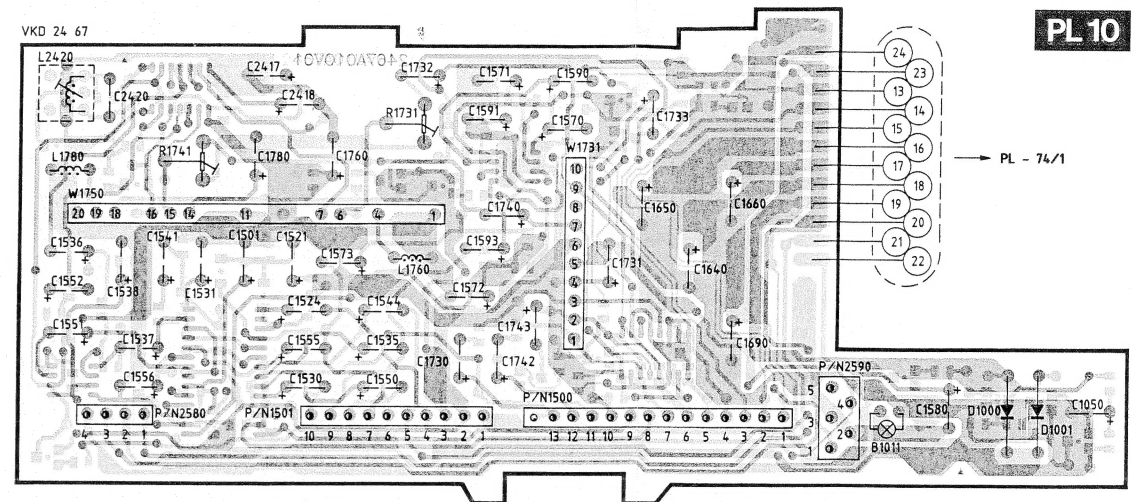 VKD 24 67
PL 10
L2420
C2420
C2417
2467A010V01
C2418
C1732
C1571
C1590
R1731
C1591
C1570
C1733
24
23
13
14
15
16
17
18
19
20
21
22
PL - 74/1
L1780
R1741
C1780
C1760
W1731
10
9
8
7
6
5
4
3
2
1
W1750
20 19 18 16 15 14 11 7 6 4 1
C1740
C1650
C1660
C1536
C1541
C1501
C1521
C1573
C1593
L1760
C1731
C1640
C1552
C1538
C1531
C1572
C1524
C1544
C1743
C1551
C1537
C1555
C1535
C1730
C1742
C1690
C1556
C1530
C1550
P/N2590
5
4
3
2
1
P/N2580
4 3 2 1
P/N1501
10 9 8 7 6 5 4 3 2 1
P/N1500
13 12 11 10 9 8 7 6 5 4 3 2 1
B1011
C1580
D1000
D1001
C1050